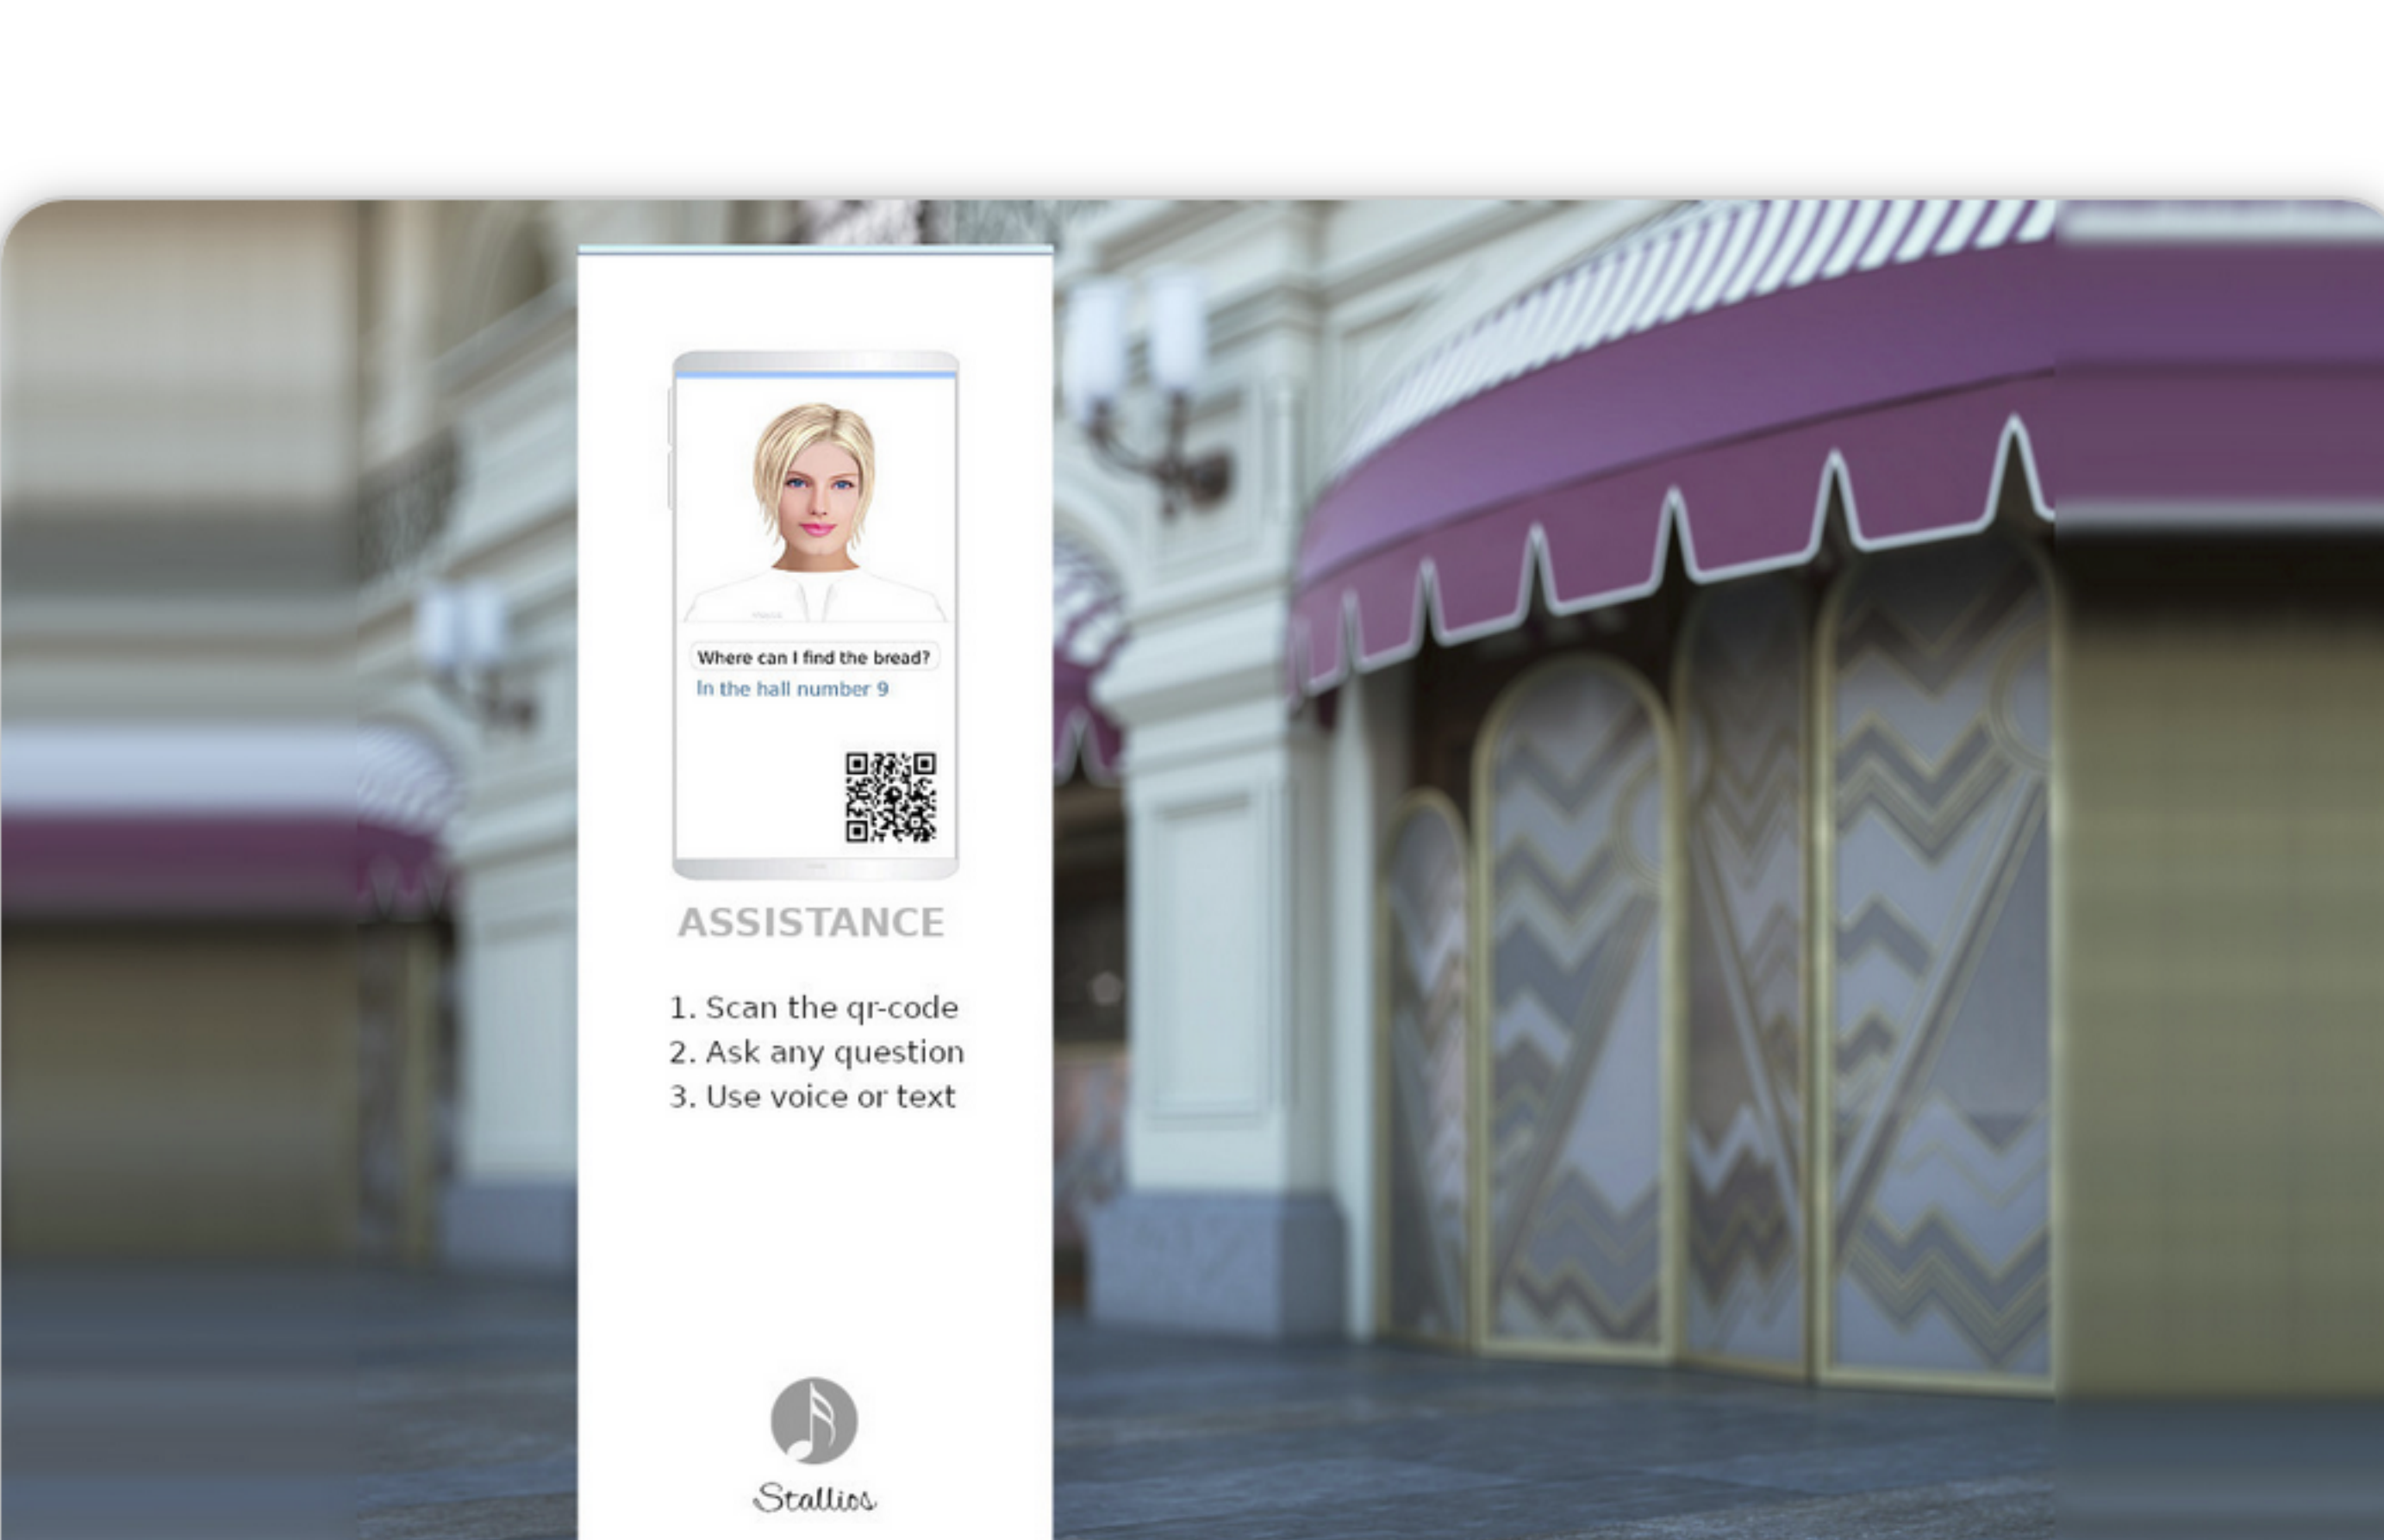 Where can I find the bread?
In the hall number 9
ASSISTANCE
1. Scan the qr-code
2. Ask any question
3. Use voice or text
Stallios